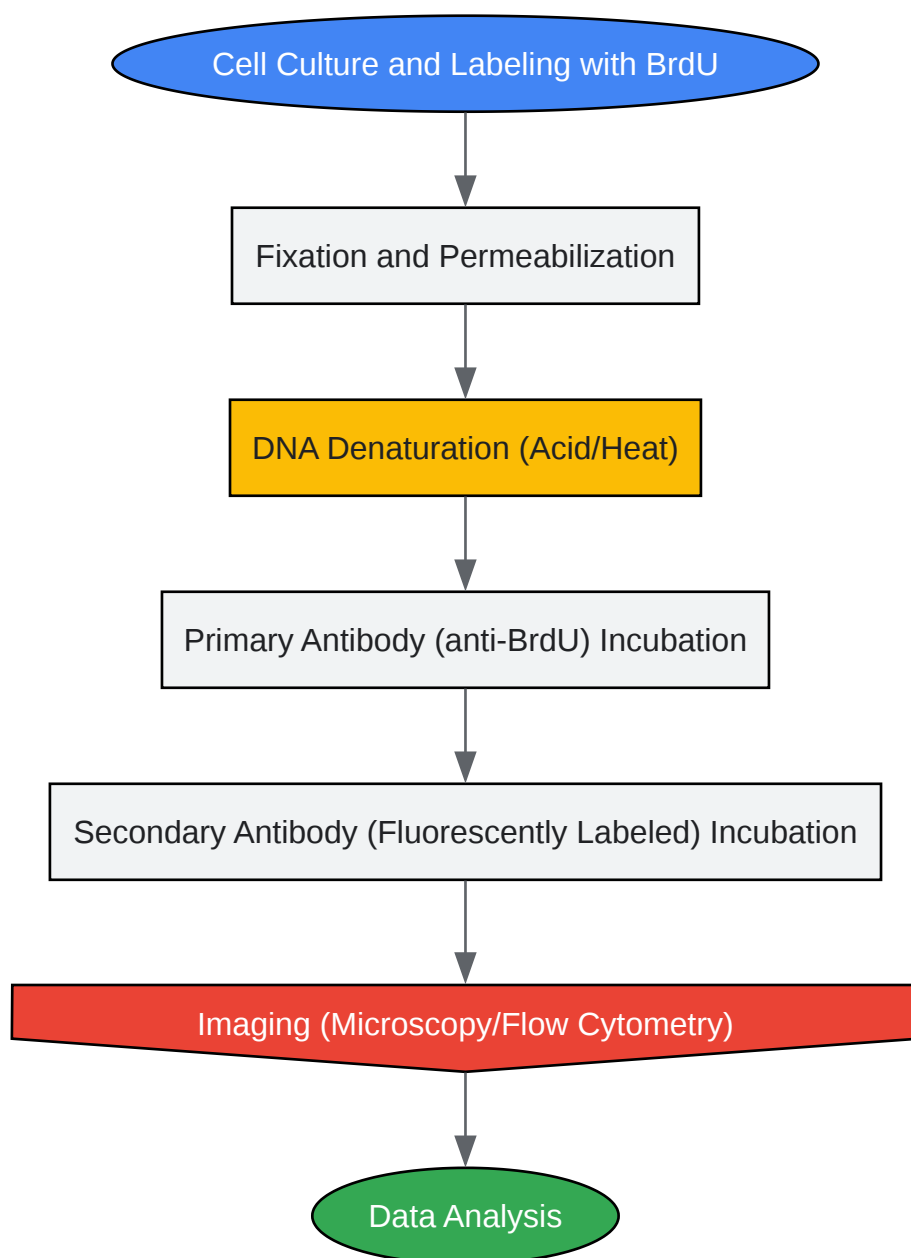 Cell Culture and Labeling with BrdU
Fixation and Permeabilization
DNA Denaturation (Acid/Heat)
Primary Antibody (anti-BrdU) Incubation
Secondary Antibody (Fluorescently Labeled) Incubation
Imaging (Microscopy/Flow Cytometry)
Data Analysis